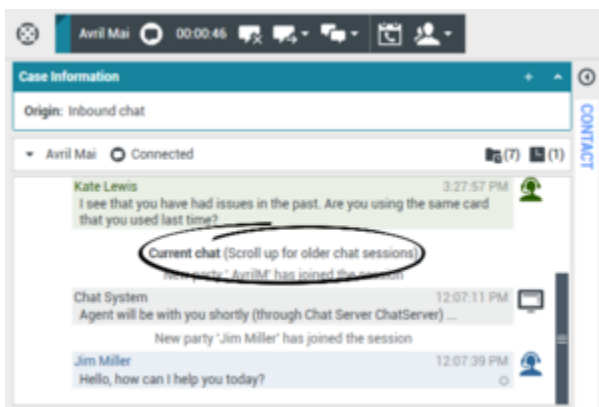 Avril Mai 00:00:46
Case Information
Origin: Inbound chat
CONTACT
Avril Mai Connected (7) (1)
Kate Lewis 3:27:57 PM
I see that you have had issues in the past. Are you using the same card
that you used last time?
Current chat (Scroll up for older chat sessions)
New party ' AvrilM' has joined the session
Chat System 12:07:11 PM
Agent will be with you shortly (through Chat Server ChatServer) ...
New party 'Jim Miller' has joined the session
Jim Miller 12:07:39 PM
Hello, how can I help you today?